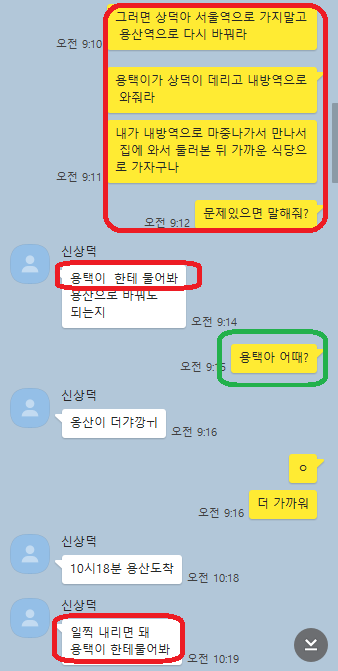 그러면 상덕아 서울역으로 가지말고
용산역으로 다시 바꿔라
오전 9:10
용택이가 상덕이 데리고 내방역으로
와줘라
내가 내방역으로 마중나가서 만나서
집에 와서 둘러본 뒤 가까운 식당으
로 가자구나
오전 9:11
문제있으면 말해줘?
오전 9:12
신상덕
용택이 한테 물어봐
용산으로 바꿔도
되는지
오전 9:14
용택아 어때?
오전 9:15
신상덕
용산이 더갸깡ㅟ
오전 9:16
ㅇ
더 가까워
오전 9:16
신상덕
10시18분 용산도착
오전 10:18
신상덕
일찍 내리면 돼
용택이 한테물어봐
오전 10:19